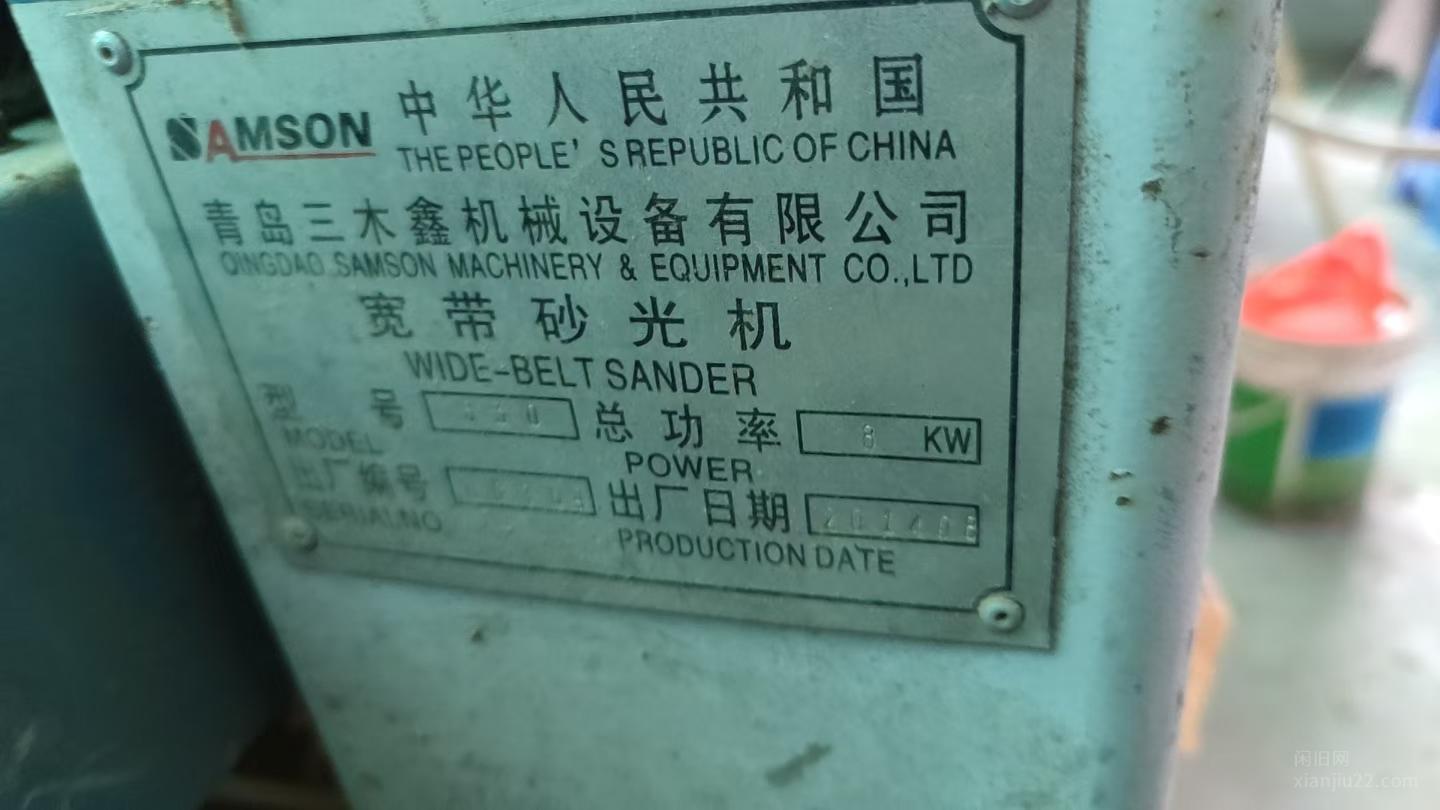 SAMSON
中华人民共和国
THE PEOPLE' S REPUBLIC OF CHINA
青岛三木鑫机械设备有限公司
QINGDAO SAMSON MACHINERY & EQUIPMENT CO.,LTD
宽带砂光机
WIDE-BELT SANDER
型 号 总功率 8 KW
MODEL POWER
出厂编号 出厂日期 201408
SERIALNO PRODUCTION DATE
闲旧网
xianjiu22.com